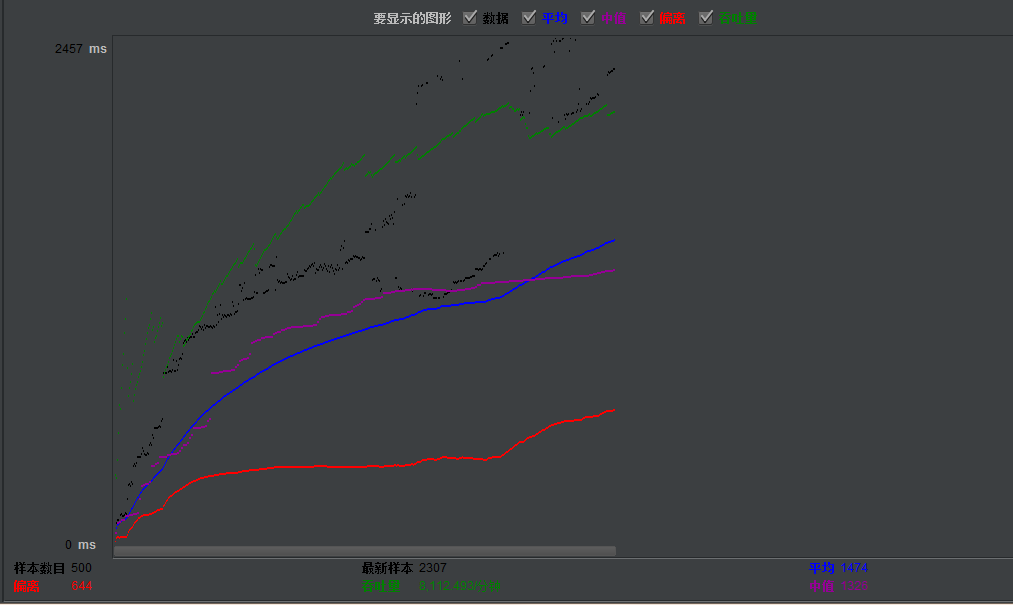 要显示的图形 数据 平均 中值 偏离 吞吐量
2457 ms
0 ms
样本数目 500 最新样本 2307 平均 1474
偏离 644 吞吐量 8,112.493/分钟 中值